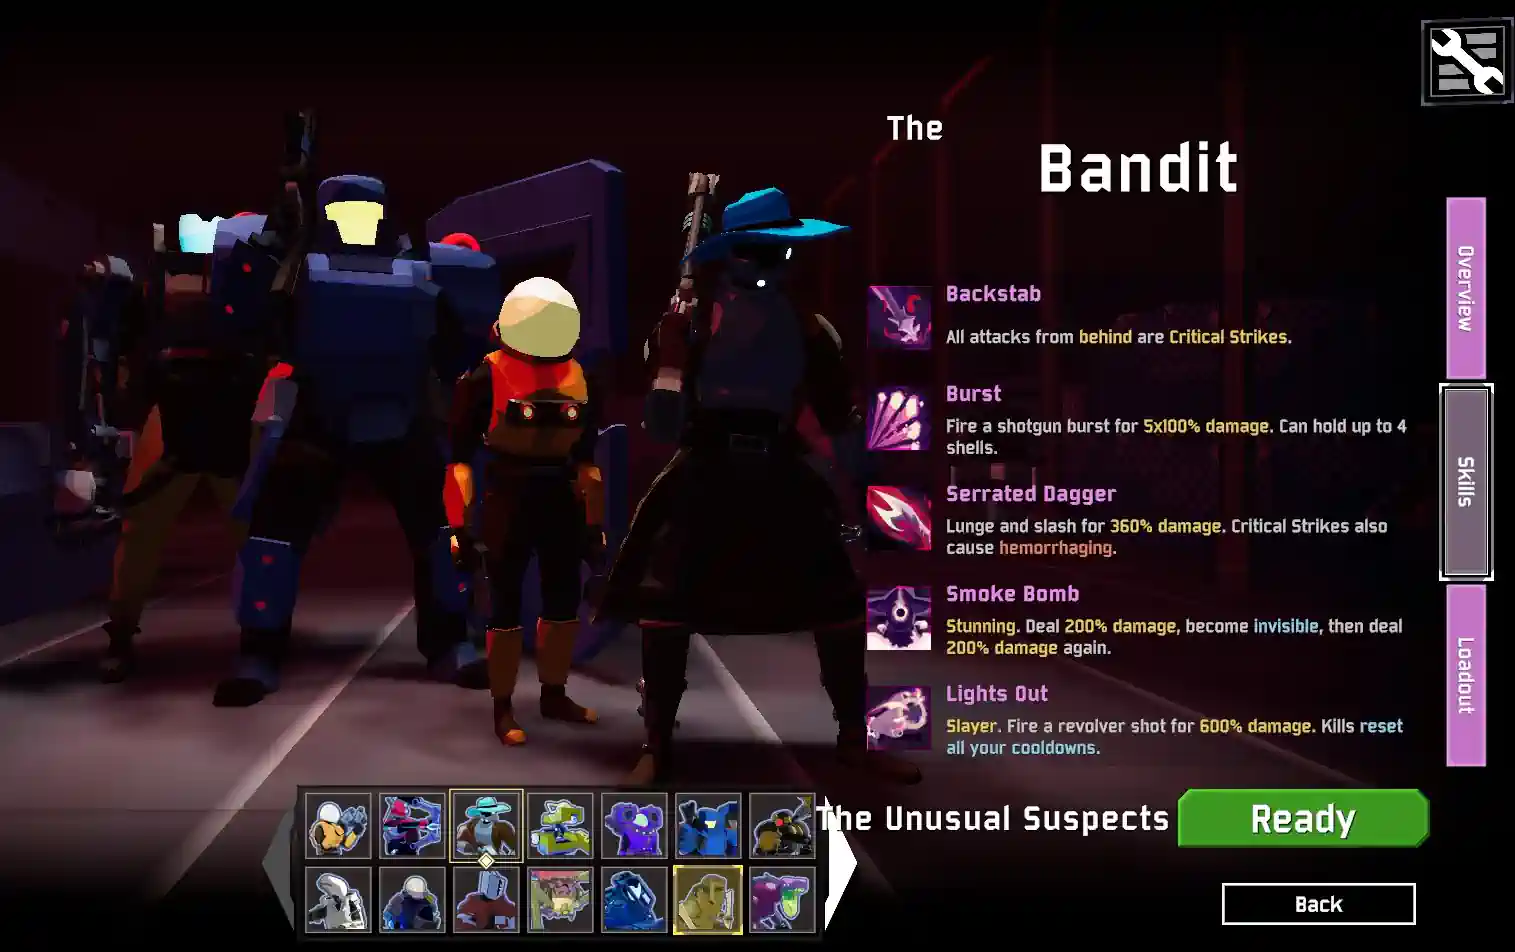 The
Bandit
Backstab
All attacks from behind are Critical Strikes.
Burst
Fire a shotgun burst for 5x100% damage. Can hold up to 4
shells.
Serrated Dagger
Lunge and slash for 360% damage. Critical Strikes also
cause hemorrhaging.
Smoke Bomb
Stunning. Deal 200% damage, become invisible, then deal
200% damage again.
Lights Out
Slayer. Fire a revolver shot for 600% damage. Kills reset
all your cooldowns.
Overview
Skills
Loadout
The Unusual Suspects
Ready
Back